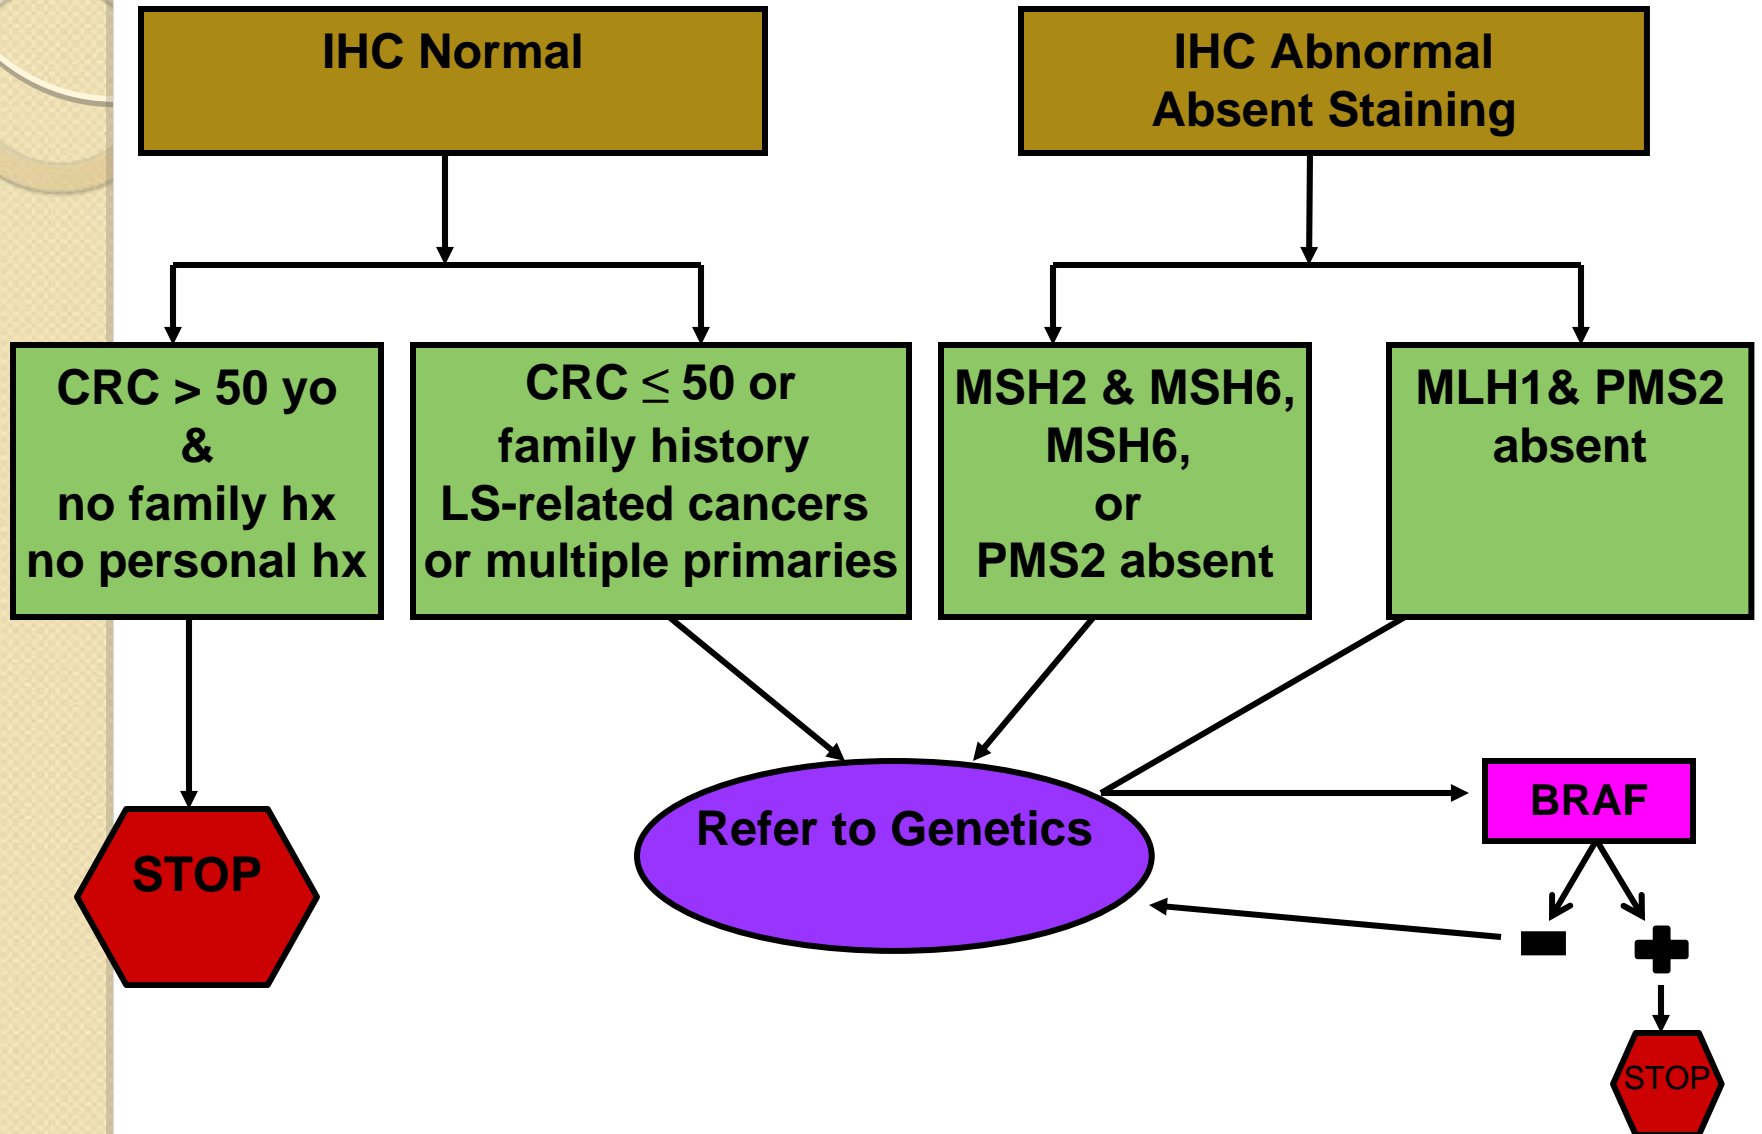 IHC Normal
IHC Abnormal
Absent Staining
CRC > 50 yo
&
no family hx
no personal hx
CRC ≤ 50 or
family history
LS-related cancers
or multiple primaries
MSH2 & MSH6,
MSH6,
or
PMS2 absent
MLH1& PMS2
absent
STOP
Refer to Genetics
BRAF
STOP